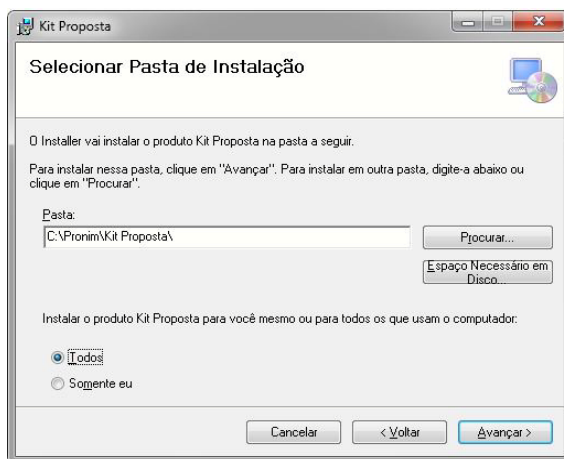 Kit Proposta
Selecionar Pasta de Instalação
O Installer vai instalar o produto Kit Proposta na pasta a seguir.
Para instalar nessa pasta, clique em "Avançar". Para instalar em outra pasta, digite-a abaixo ou
clique em "Procurar".
Pasta:
C:\Pronim\Kit Proposta\
Procurar...
Espaço Necessário em
Disco...
Instalar o produto Kit Proposta para você mesmo ou para todos os que usam o computador:
Todos
Somente eu
Cancelar
< Voltar
Avançar >